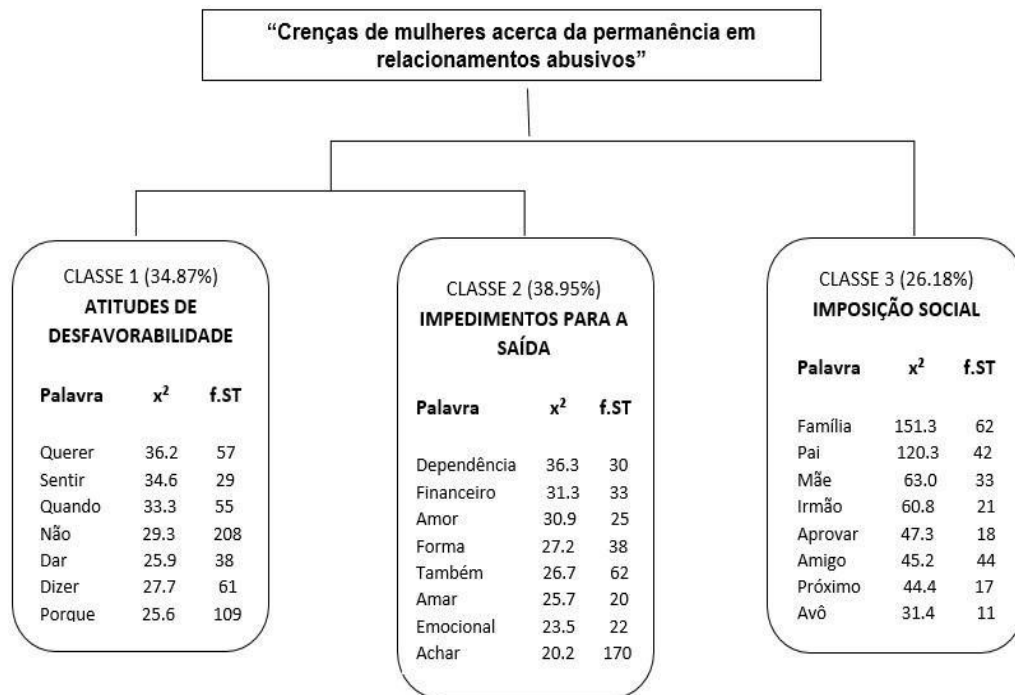 “Crenças de mulheres acerca da permanência em
relacionamentos abusivos”
CLASSE 1 (34.87%)
ATITUDES DE
DESFAVORABILIDADE
Palavra x² f.ST
Querer 36.2 57
Sentir 34.6 29
Quando 33.3 55
Não 29.3 208
Dar 25.9 38
Dizer 27.7 61
Porque 25.6 109
CLASSE 2 (38.95%)
IMPEDIMENTOS PARA A
SAÍDA
Palavra x² f.ST
Dependência 36.3 30
Financeiro 31.3 33
Amor 30.9 25
Forma 27.2 38
Também 26.7 62
Amar 25.7 20
Emocional 23.5 22
Achar 20.2 170
CLASSE 3 (26.18%)
IMPOSIÇÃO SOCIAL
Palavra x² f.ST
Família 151.3 62
Pai 120.3 42
Mãe 63.0 33
Irmão 60.8 21
Aprovar 47.3 18
Amigo 45.2 44
Próximo 44.4 17
Avô 31.4 11